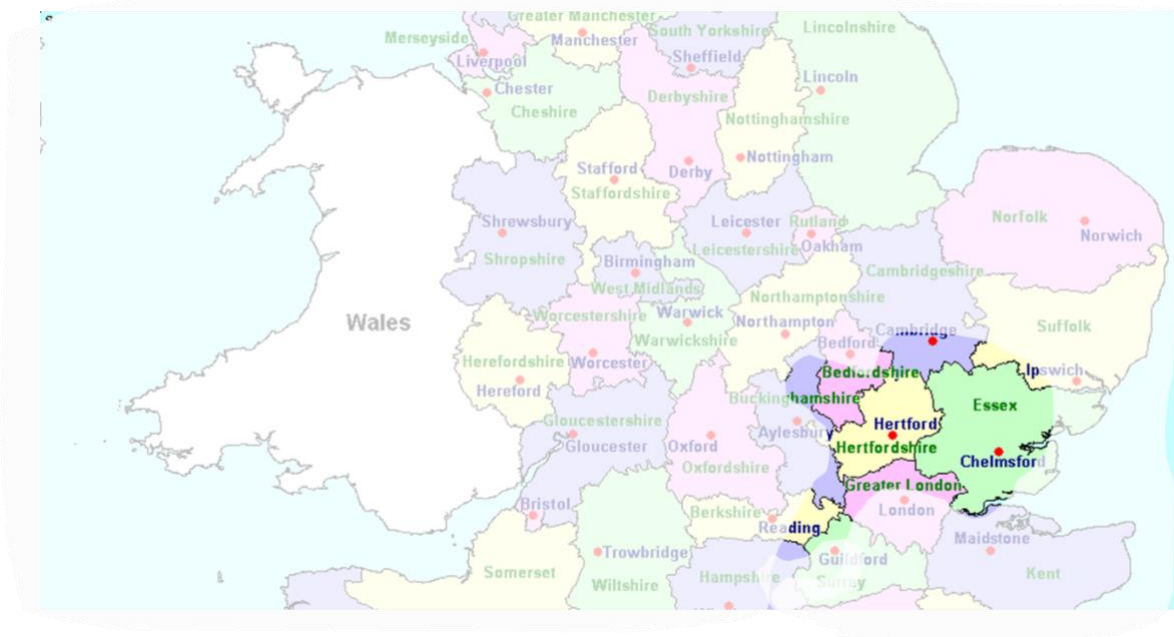 Greater Manchester
Merseyside
Manchester
South Yorkshire
Lincolnshire
Liverpool
Sheffield
Lincoln
Chester
Derbyshire
Cheshire
Nottinghamshire
Stafford
Derby
Nottingham
Staffordshire
Shrewsbury
Leicester
Rutland
Norfolk
Norwich
Leicestershire
Oakham
Shropshire
Birmingham
Cambridgeshire
West Midlands
Northamptonshire
Wales
Worcestershire
Warwick
Northampton
Cambridge
Suffolk
Warwickshire
Bedford
Herefordshire
Worcester
Bedfordshire
Ipswich
Hereford
Buckinghamshire
Essex
Gloucestershire
Hertford
Gloucester
Oxford
Aylesbury
Hertfordshire
Oxfordshire
Chelmsford
Greater London
Bristol
Berkshire
London
Reading
Maidstone
Trowbridge
Guildford
Somerset
Wiltshire
Hampshire
Surrey
Kent